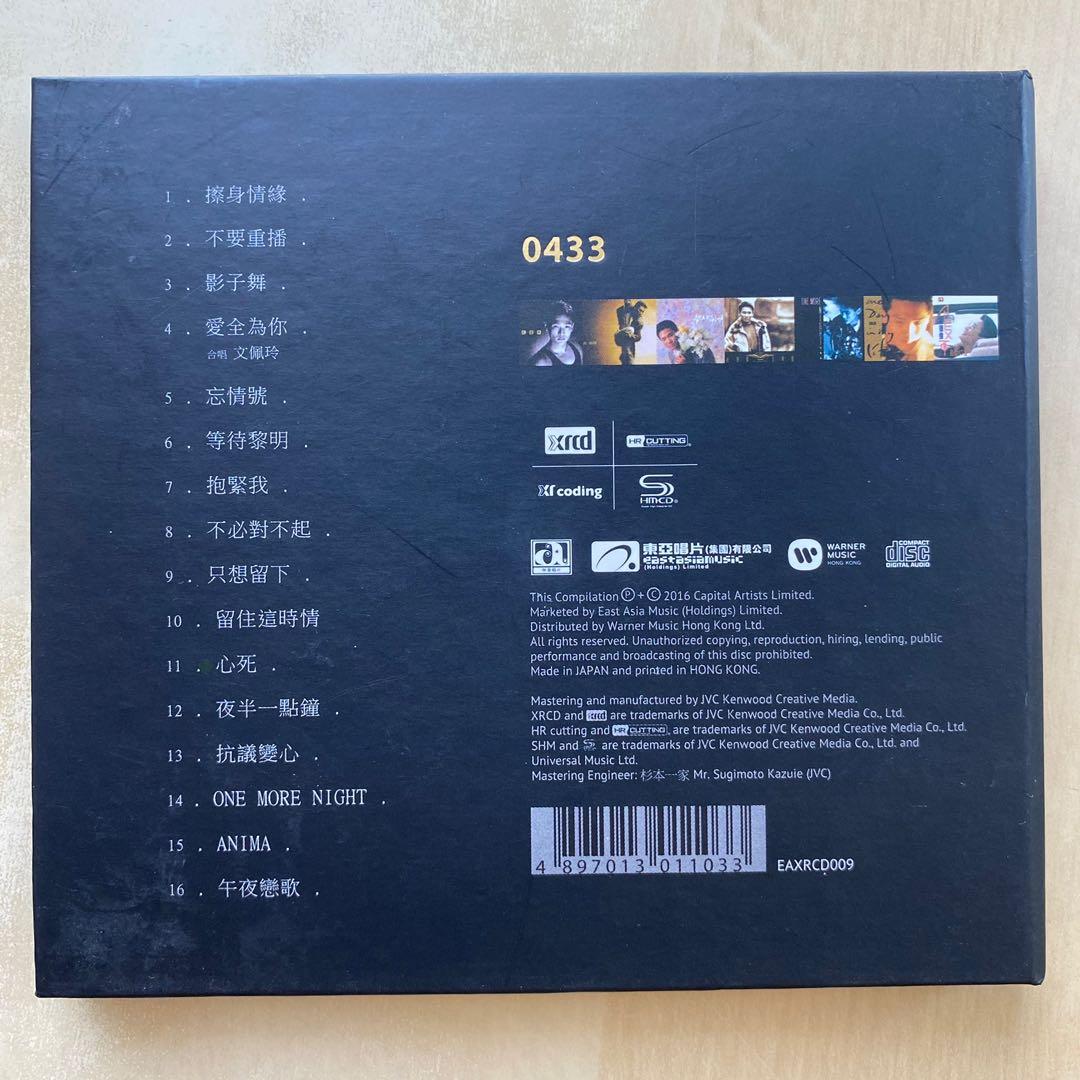 1 . 擦身情緣 .
2 . 不要重播 .
3 . 影子舞 .
4 . 愛全為你 .
合唱 文佩玲
5 . 忘情號 .
6 . 等待黎明 .
7 . 抱緊我 .
8 . 不必對不起 .
9 . 只想留下 .
10 . 留住這時情
11 . 心死 .
12 . 夜半一點鐘 .
13 . 抗議變心 .
14 . ONE MORE NIGHT .
15 . ANIMA .
16 . 午夜戀歌 .
0433
xrcd
HR CUTTING
xr coding
SHM-CD
東亞唱片(集團)有限公司
eastasiamusic
(Holdings) Limited
WARNER
MUSIC
HONG KONG
COMPACT
disc
DIGITAL AUDIO
This Compilation Ⓟ + © 2016 Capital Artists Limited.
Marketed by East Asia Music (Holdings) Limited.
Distributed by Warner Music Hong Kong Ltd.
All rights reserved. Unauthorized copying, reproduction, hiring, lending, public
performance and broadcasting of this disc prohibited.
Made in JAPAN and printed in HONG KONG.
Mastering and manufactured by JVC Kenwood Creative Media.
XRCD and xrcd are trademarks of JVC Kenwood Creative Media Co., Ltd.
HR cutting and HR CUTTING are trademarks of JVC Kenwood Creative Media Co., Ltd.
SHM and are trademarks of JVC Kenwood Creative Media Co., Ltd. and
Universal Music Ltd.
Mastering Engineer: 杉本一家 Mr. Sugimoto Kazuie (JVC)
4 897013 011033
EAXRCD009